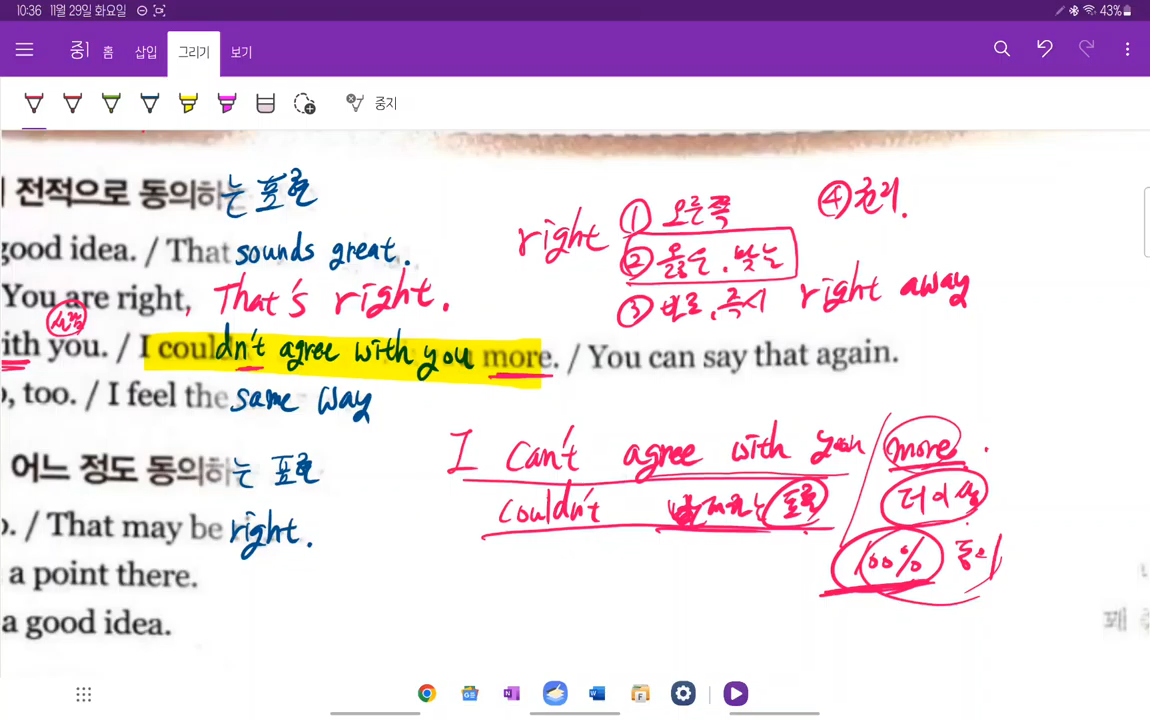 10:36 11월 29일 화요일 43%
중1 홈 삽입 그리기 보기
중지
전적으로 동의하는 표현
good idea. / That sounds great.
You are right, That's right.
사람
ith you. / I couldn't agree with you more. / You can say that again.
, too. / I feel the same way
어느 정도 동의하는 표현
. / That may be right.
a point there.
a good idea.
right ① 오른쪽
② 옳은, 맞는
③ 바로, 즉시 right away
④ 권리.
I can't agree with you / more.
couldn't 표현 더 이상
100% 동의
꽤